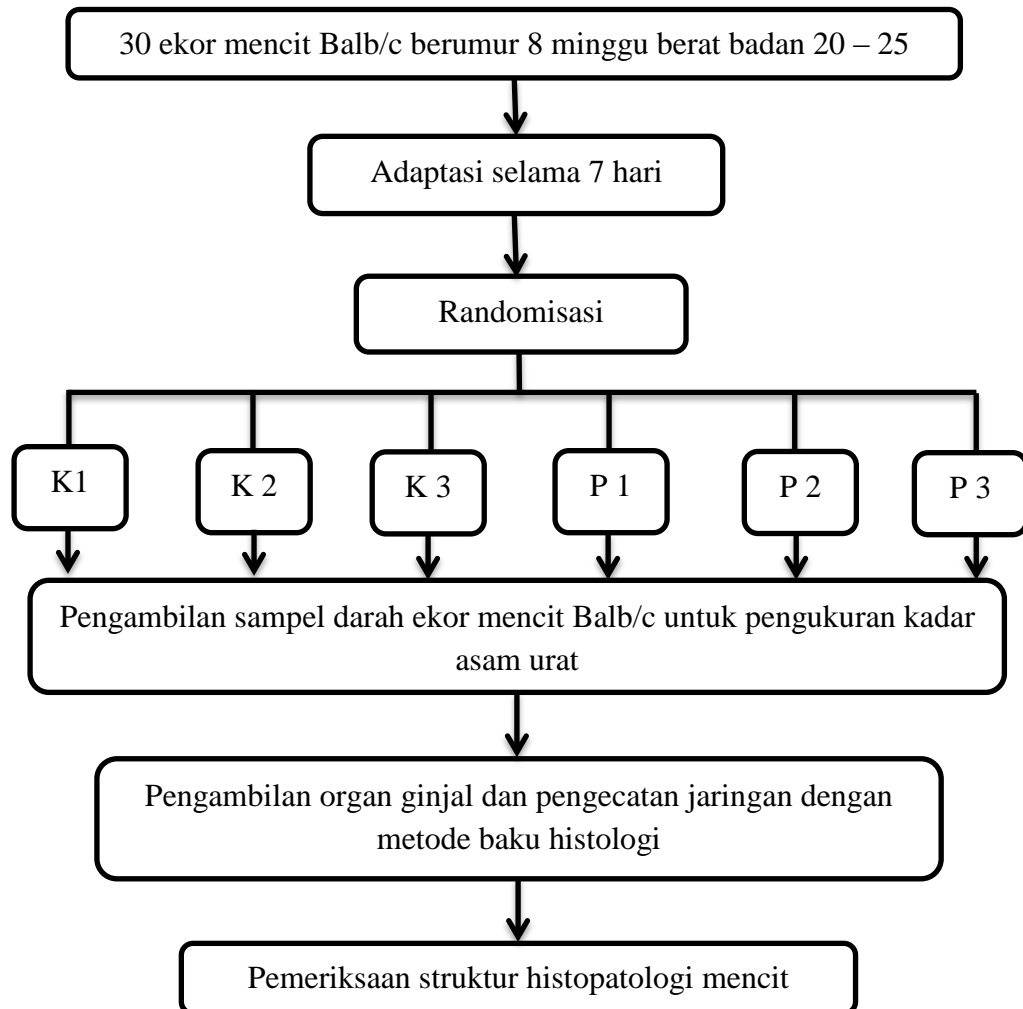 30 ekor mencit Balb/c berumur 8 minggu berat badan 20 – 25
Adaptasi selama 7 hari
Randomisasi
K1
K 2
K 3
P 1
P 2
P 3
Pengambilan sampel darah ekor mencit Balb/c untuk pengukuran kadar
asam urat
Pengambilan organ ginjal dan pengecatan jaringan dengan
metode baku histologi
Pemeriksaan struktur histopatologi mencit